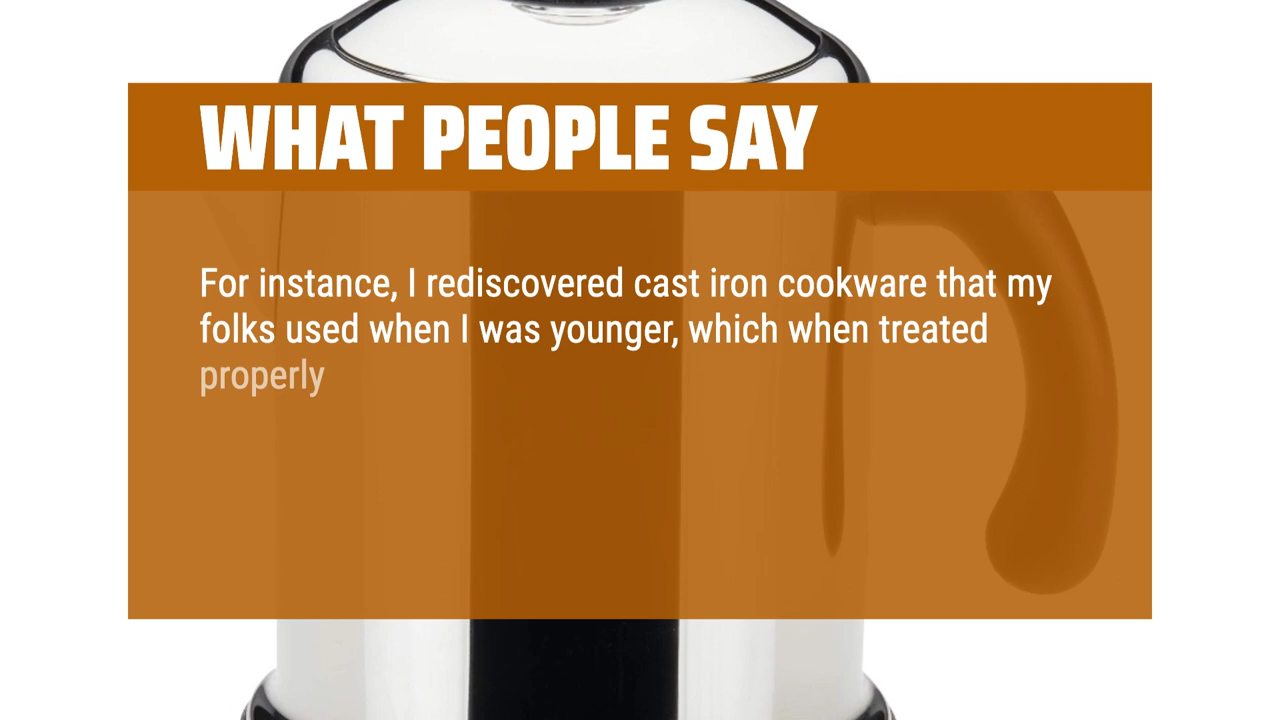 WHAT PEOPLE SAY
For instance, I rediscovered cast iron cookware that my
folks used when I was younger, which when treated
properly